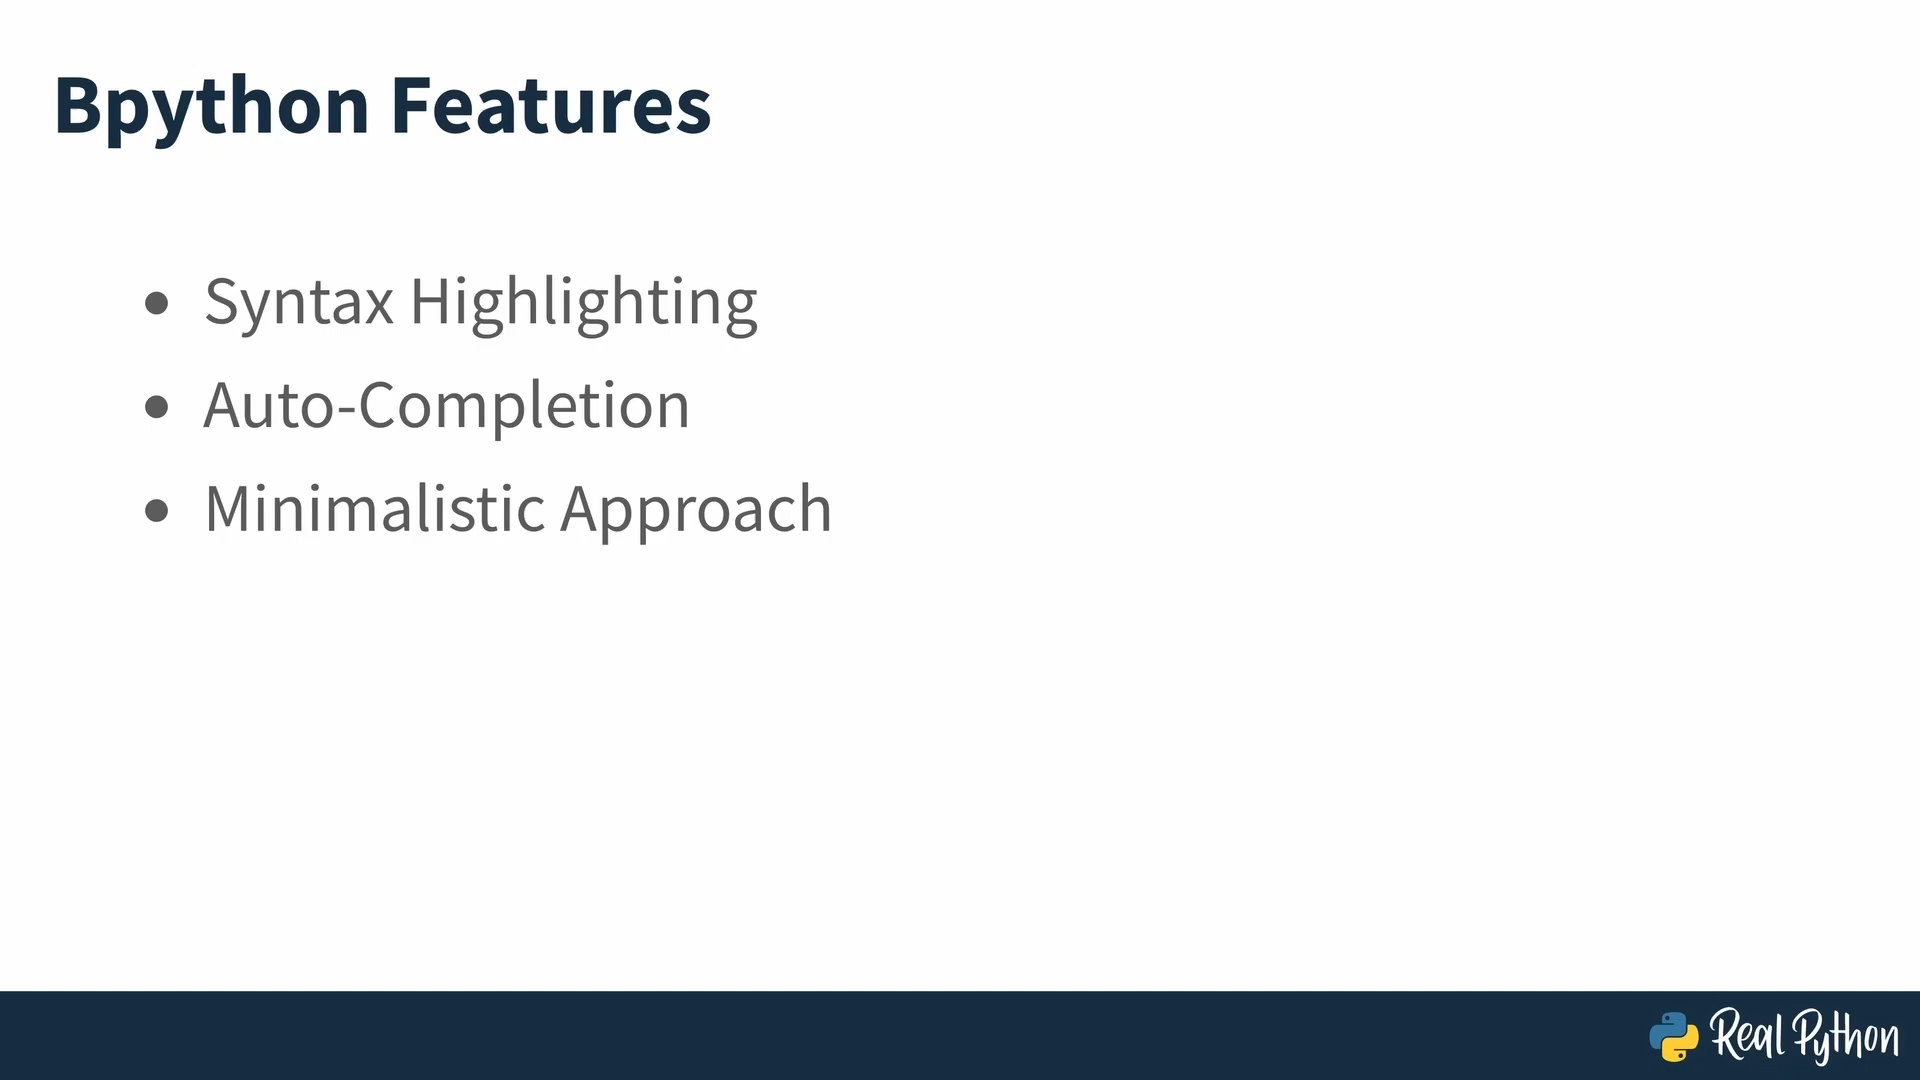 Bpython Features
• Syntax Highlighting
• Auto-Completion
• Minimalistic Approach
Real Python